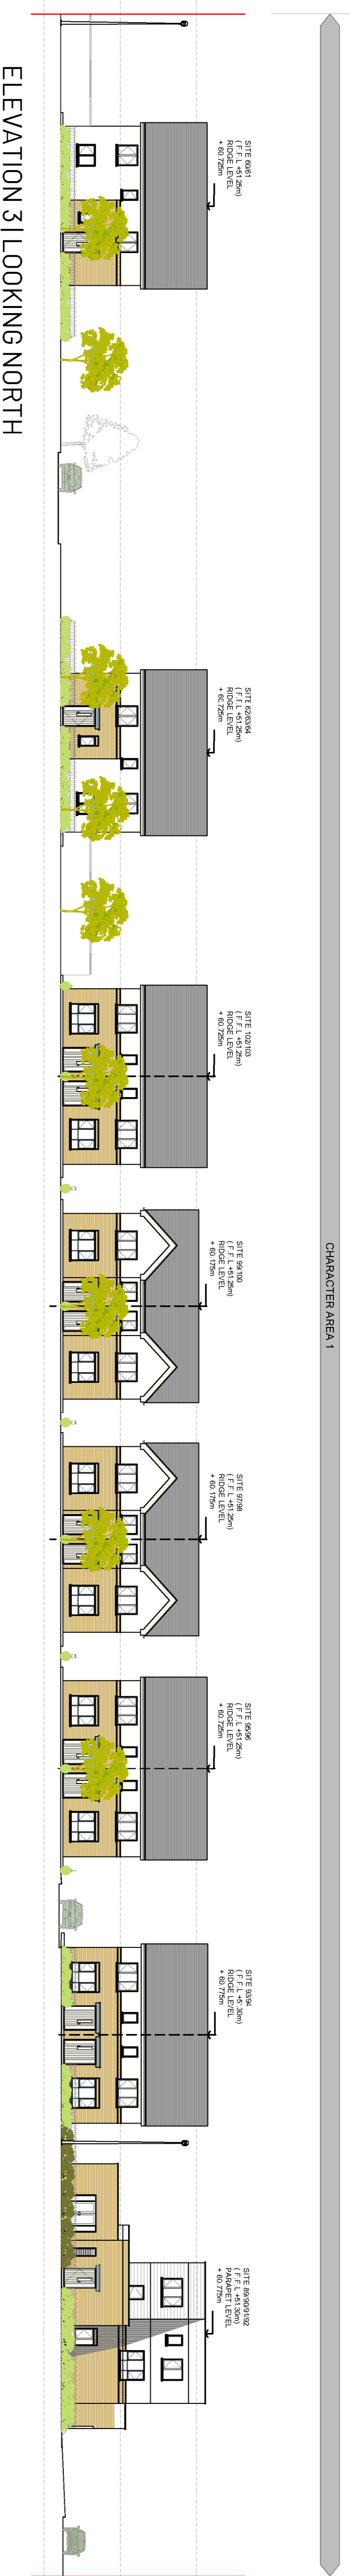 CHARACTER AREA 1
SITE 60/61
( F.F.L +51.25m)
RIDGE LEVEL
+ 60.725m
SITE 62/63/64
( F.F.L +51.25m)
RIDGE LEVEL
+ 60.725m
SITE 102/103
( F.F.L +51.25m)
RIDGE LEVEL
+ 60.725m
SITE 99/100
( F.F.L +51.25m)
RIDGE LEVEL
+ 60.175m
SITE 97/98
( F.F.L +51.25m)
RIDGE LEVEL
+ 60.175m
SITE 95/96
( F.F.L +51.25m)
RIDGE LEVEL
+ 60.725m
SITE 93/94
( F.F.L +51.30m)
RIDGE LEVEL
+ 60.775m
SITE 89/90/91/92
( F.F.L +51.30m)
PARAPET LEVEL
+ 60.775m
ELEVATION 3 | LOOKING NORTH